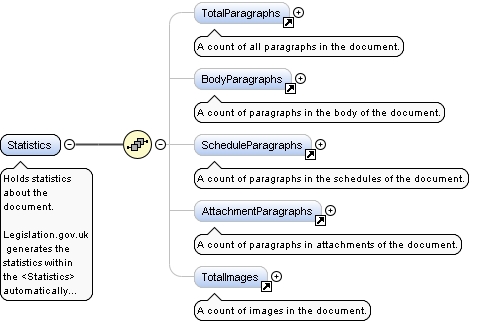 TotalParagraphs
A count of all paragraphs in the document.
BodyParagraphs
A count of paragraphs in the body of the document.
ScheduleParagraphs
A count of paragraphs in the schedules of the document.
Statistics
Holds statistics
about the
document.
Legislation.gov.uk
generates the
statistics within
the <Statistics>
automatically...
AttachmentParagraphs
A count of paragraphs in attachments of the document.
TotalImages
A count of images in the document.